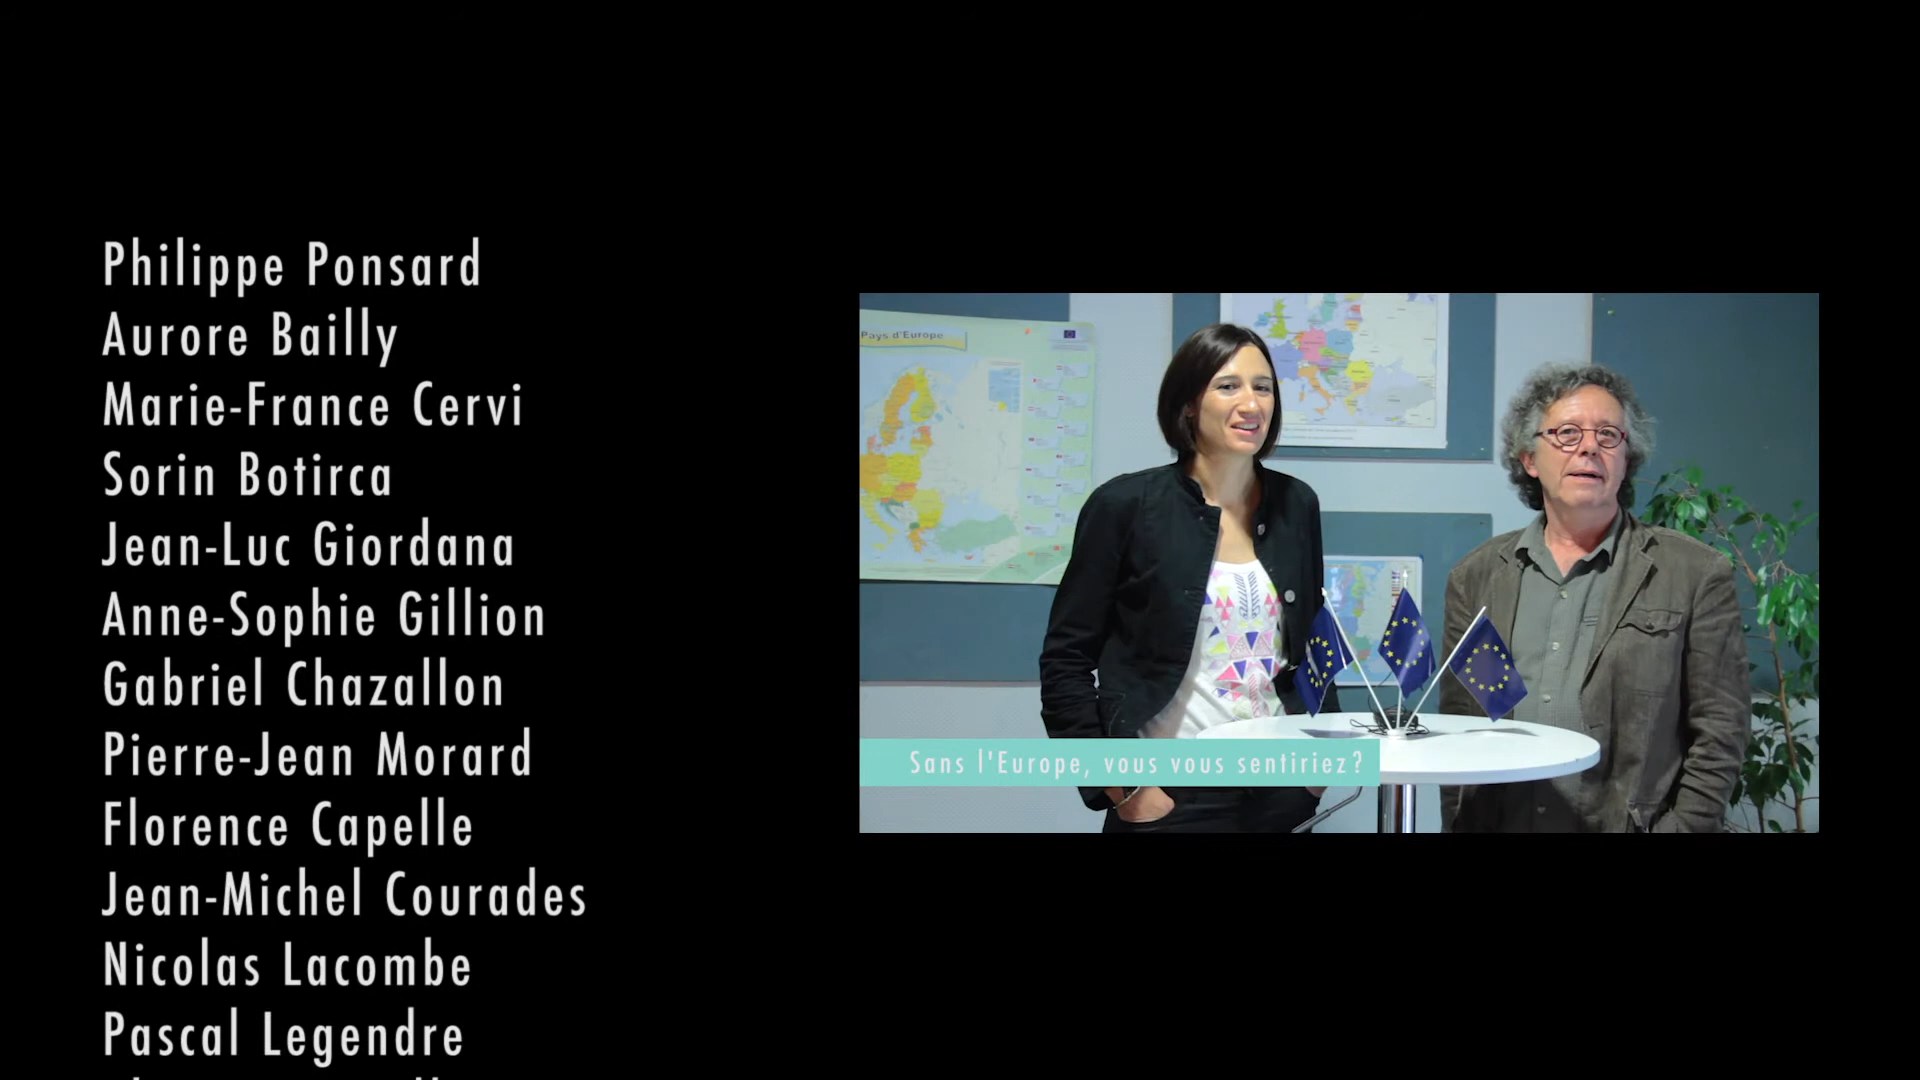 Philippe Ponsard
Aurore Bailly
Marie-France Cervi
Sorin Botirca
Jean-Luc Giordana
Anne-Sophie Gillion
Gabriel Chazallon
Pierre-Jean Morard
Florence Capelle
Jean-Michel Courades
Nicolas Lacombe
Pascal Legendre
Pays d'Europe
Sans l'Europe, vous vous sentiriez?